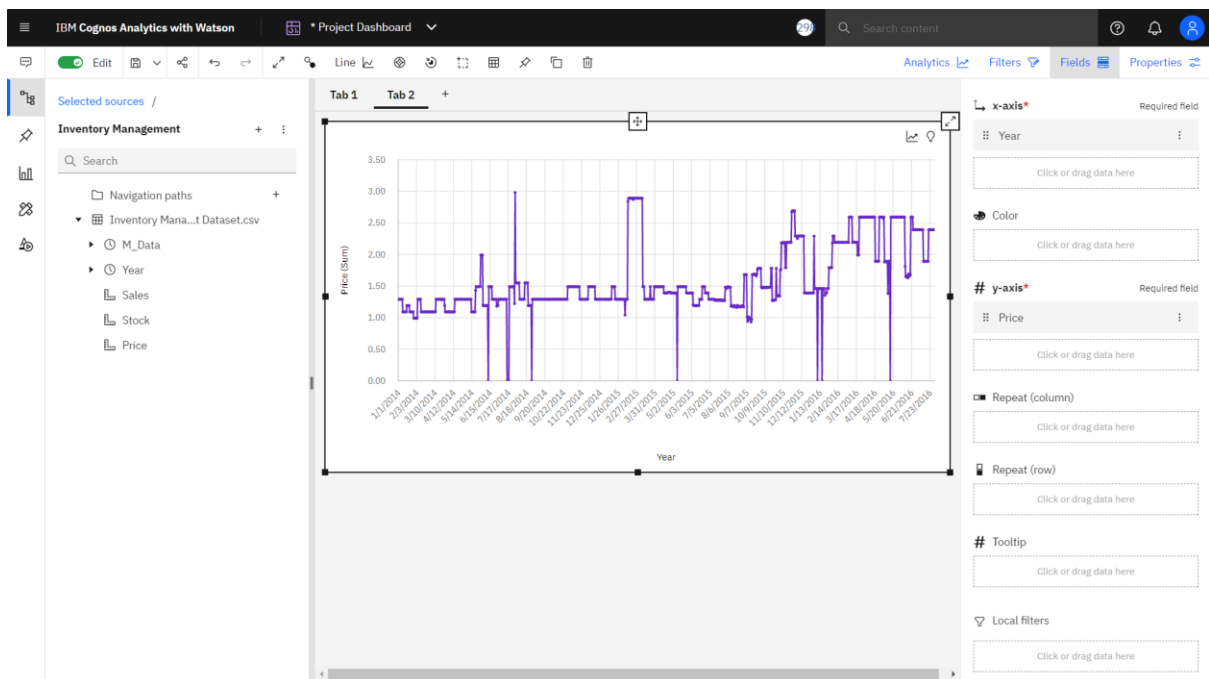 IBM Cognos Analytics with Watson
* Project Dashboard
Search content
Edit
Line
Analytics
Filters
Fields
Properties
Selected sources /
Inventory Management
Search
Navigation paths
Inventory Mana...t Dataset.csv
M_Data
Year
Sales
Stock
Price
Tab 1 Tab 2 +
Price (Sum)
3.50
3.00
2.50
2.00
1.50
1.00
0.50
0.00
1/1/2014
2/3/2014
3/10/2014
4/12/2014
5/14/2014
6/15/2014
7/17/2014
8/18/2014
9/20/2014
10/22/2014
11/23/2014
12/25/2014
1/26/2015
2/27/2015
3/31/2015
5/2/2015
6/3/2015
7/5/2015
8/6/2015
9/7/2015
10/9/2015
11/10/2015
12/12/2015
1/13/2016
2/14/2016
3/17/2016
4/18/2016
5/20/2016
6/21/2016
7/23/2016
Year
x-axis* Required field
Year
Click or drag data here
Color
Click or drag data here
# y-axis* Required field
Price
Click or drag data here
Repeat (column)
Click or drag data here
Repeat (row)
Click or drag data here
# Tooltip
Click or drag data here
Local filters
Click or drag data here